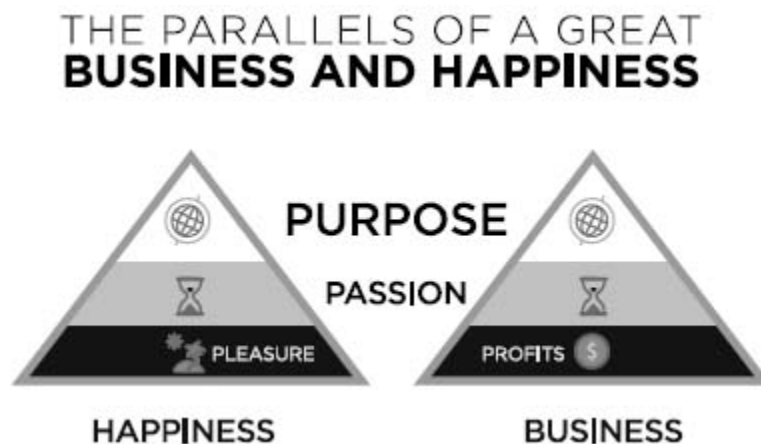 THE PARALLELS OF A GREAT
BUSINESS AND HAPPINESS
PURPOSE
PASSION
PLEASURE
PROFITS $
HAPPINESS
BUSINESS